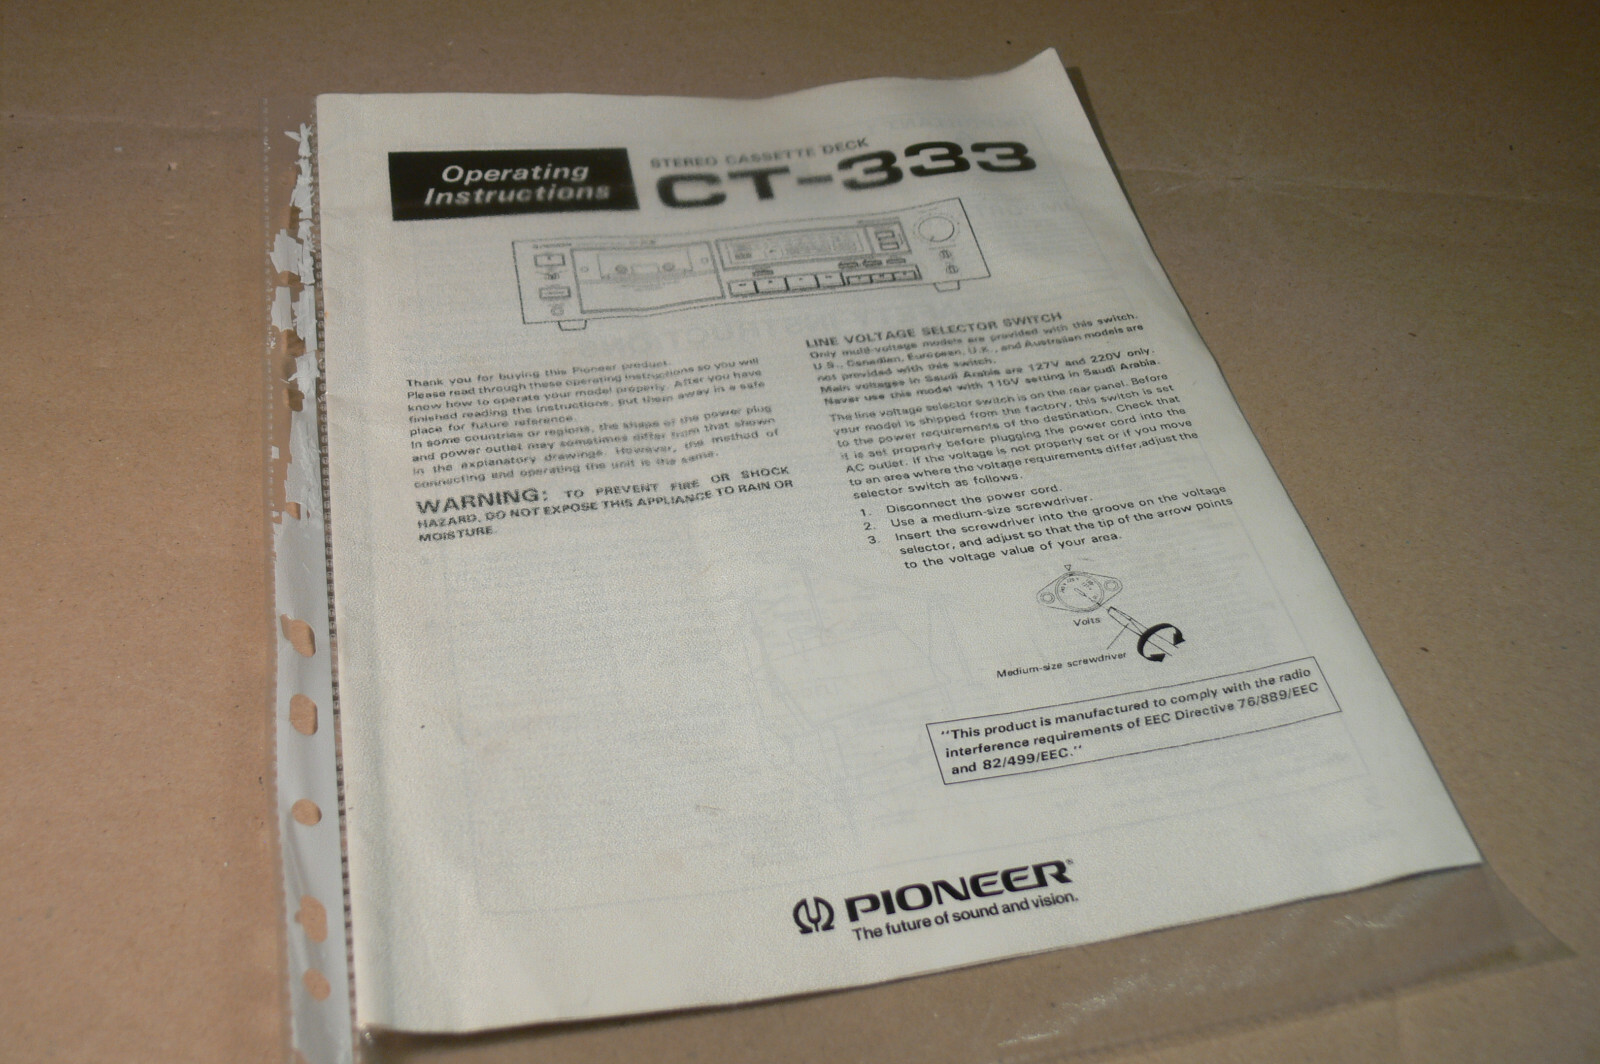 Operating
Instructions
STEREO CASSETTE DECK
CT-333
Thank you for buying this Pioneer product.
Please read through these operating instructions so you will
know how to operate your model properly. After you have
finished reading the instructions, put them away in a safe
place for future reference.
In some countries or regions, the shape of the power plug
and power outlet may sometimes differ from that shown
in the explanatory drawings. However, the method of
connecting and operating the unit is the same.
WARNING: TO PREVENT FIRE OR SHOCK
HAZARD, DO NOT EXPOSE THIS APPLIANCE TO RAIN OR
MOISTURE.
LINE VOLTAGE SELECTOR SWITCH
Only multi-voltage models are provided with this switch.
U.S., Canadian, European, U.K., and Australian models are
not provided with this switch.
Main voltages in Saudi Arabia are 127V and 220V only.
Never use this model with 110V setting in Saudi Arabia.
The line voltage selector switch is on the rear panel. Before
your model is shipped from the factory, this switch is set
to the power requirements of the destination. Check that
it is set properly before plugging the power cord into the
AC outlet. If the voltage is not properly set or if you move
to an area where the voltage requirements differ,adjust the
selector switch as follows.
1. Disconnect the power cord.
2. Use a medium-size screwdriver.
3. Insert the screwdriver into the groove on the voltage
selector, and adjust so that the tip of the arrow points
to the voltage value of your area.
Volts
Medium-size screwdriver
"This product is manufactured to comply with the radio
interference requirements of EEC Directive 76/889/EEC
and 82/499/EEC."
PIONEER®
The future of sound and vision.